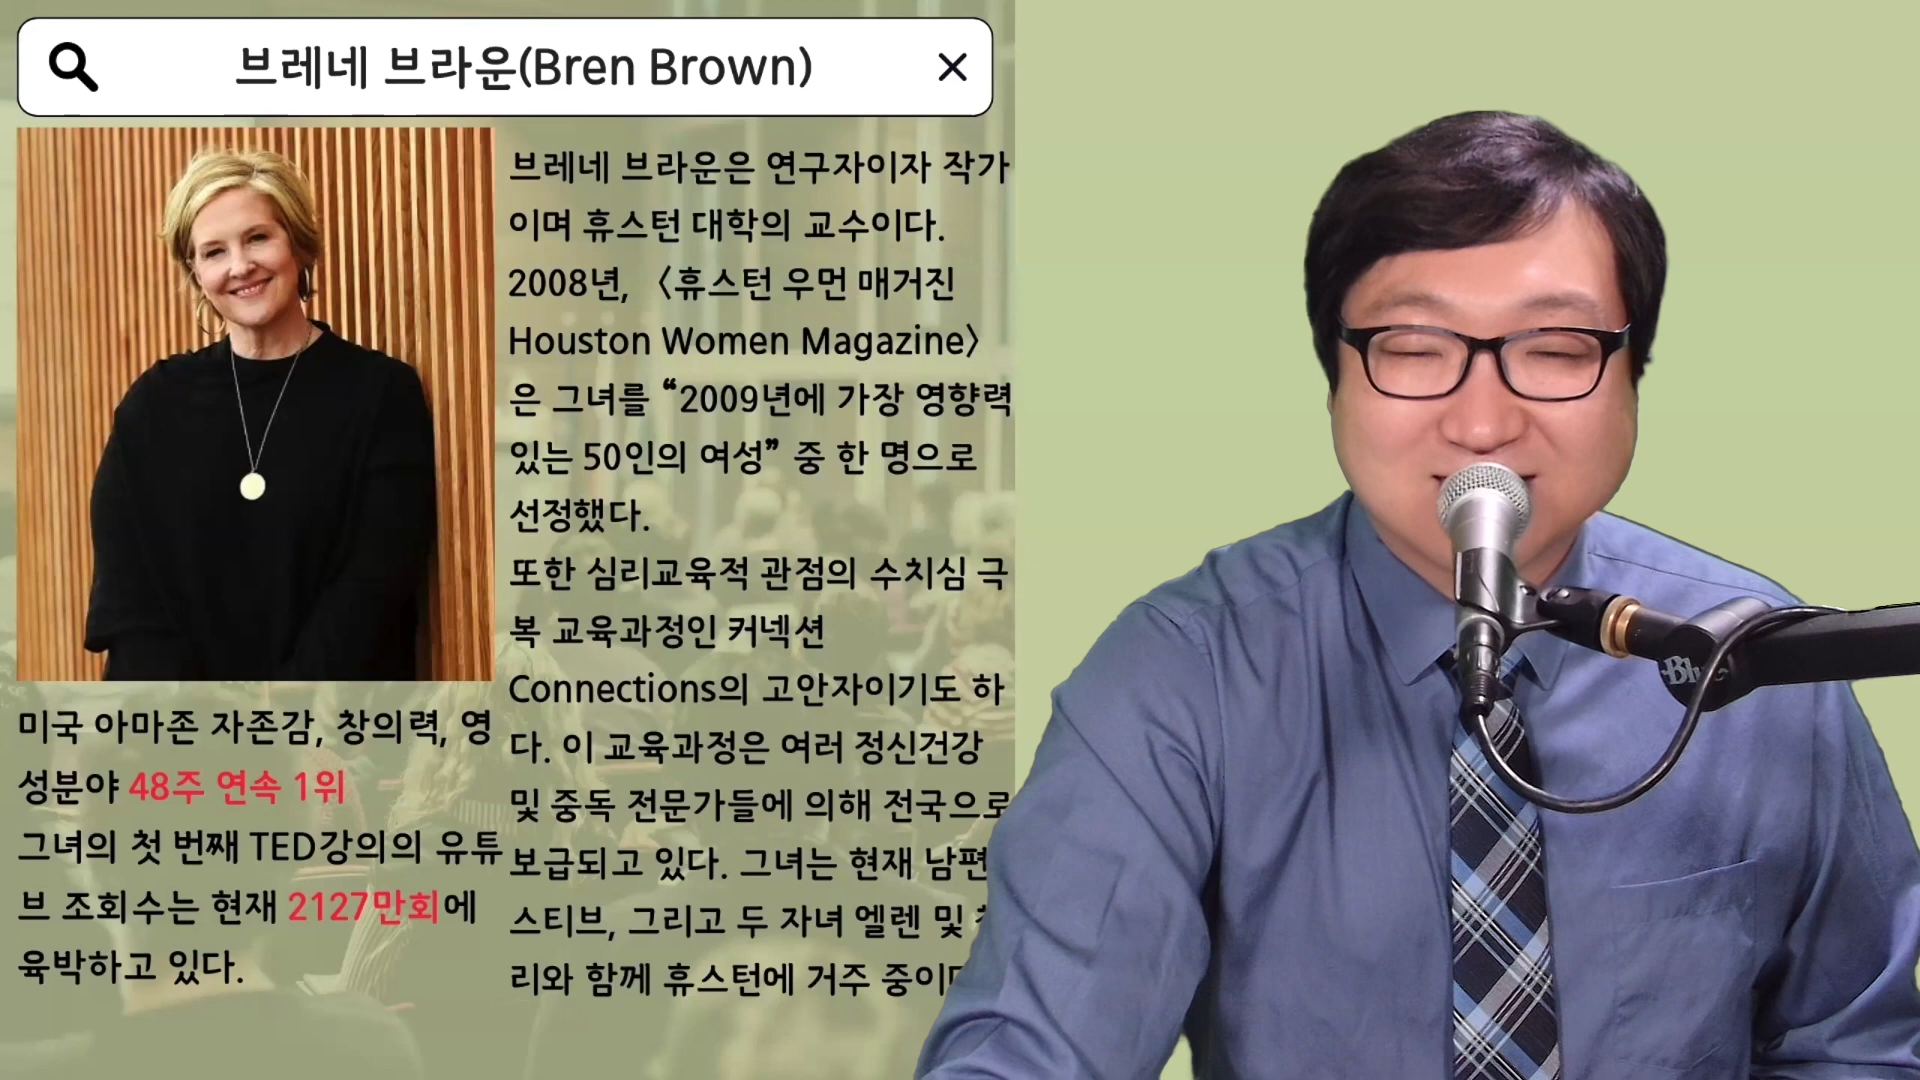 브레네 브라운(Bren Brown)
브레네 브라운은 연구자이자 작가
이며 휴스턴 대학의 교수이다.
2008년, 〈휴스턴 우먼 매거진
Houston Women Magazine〉
은 그녀를 “2009년에 가장 영향력
있는 50인의 여성” 중 한 명으로
선정했다.
또한 심리교육적 관점의 수치심 극
복 교육과정인 커넥션
Connections의 고안자이기도 하
다. 이 교육과정은 여러 정신건강
및 중독 전문가들에 의해 전국으로
보급되고 있다. 그녀는 현재 남편
스티브, 그리고 두 자녀 엘렌 및
리와 함께 휴스턴에 거주
미국 아마존 자존감, 창의력, 영
성분야 48주 연속 1위
그녀의 첫 번째 TED강의의 유튜
브 조회수는 현재 2127만회에
육박하고 있다.